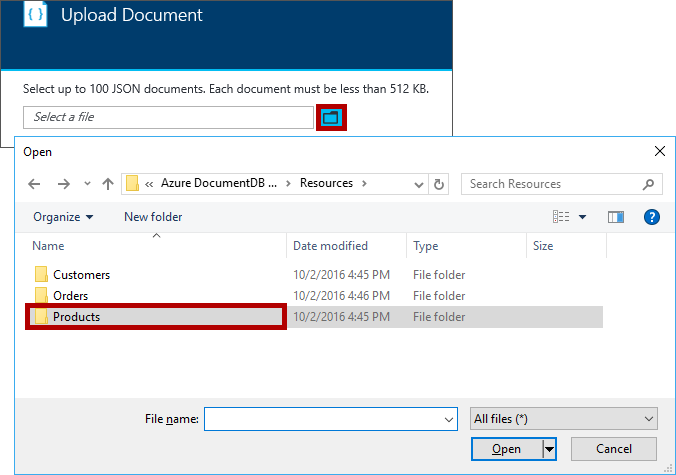 Upload Document
Select up to 100 JSON documents. Each document must be less than 512 KB.
Select a file
Open
« Azure DocumentDB ... > Resources >
Search Resources
Organize
New folder
Name Date modified Type Size
Customers 10/2/2016 4:45 PM File folder
Orders 10/2/2016 4:46 PM File folder
Products 10/2/2016 4:45 PM File folder
File name:
All files (*)
Open
Cancel